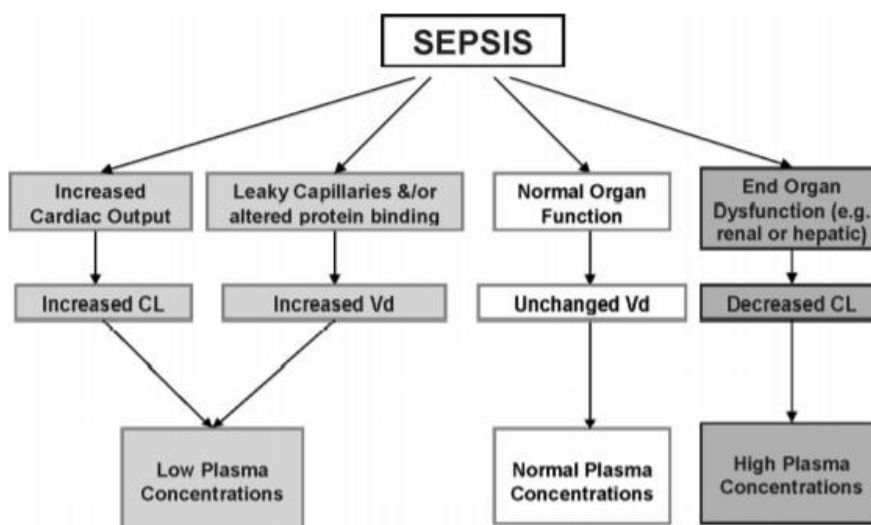 SEPSIS
Increased
Cardiac Output
Leaky Capillaries &/or
altered protein binding
Normal Organ
Function
End Organ
Dysfunction (e.g.
renal or hepatic)
Increased CL
Increased Vd
Unchanged Vd
Decreased CL
Low Plasma
Concentrations
Normal Plasma
Concentrations
High Plasma
Concentrations